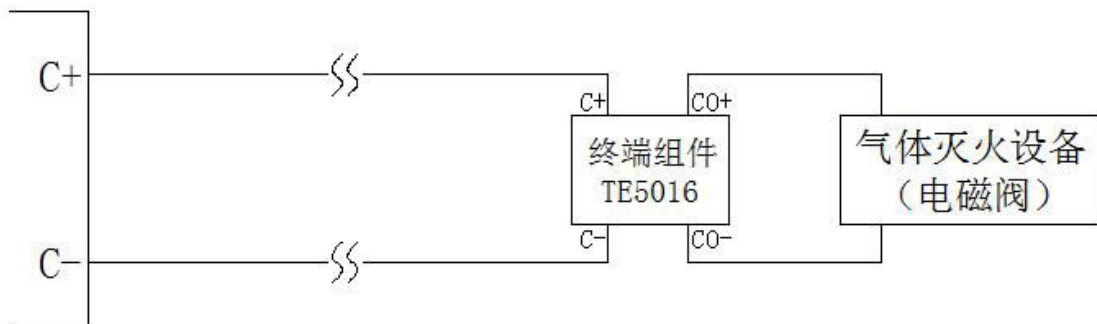 C+
C+
CO+
终端组件
TE5016
气体灭火设备
（电磁阀）
C-
C-
CO-